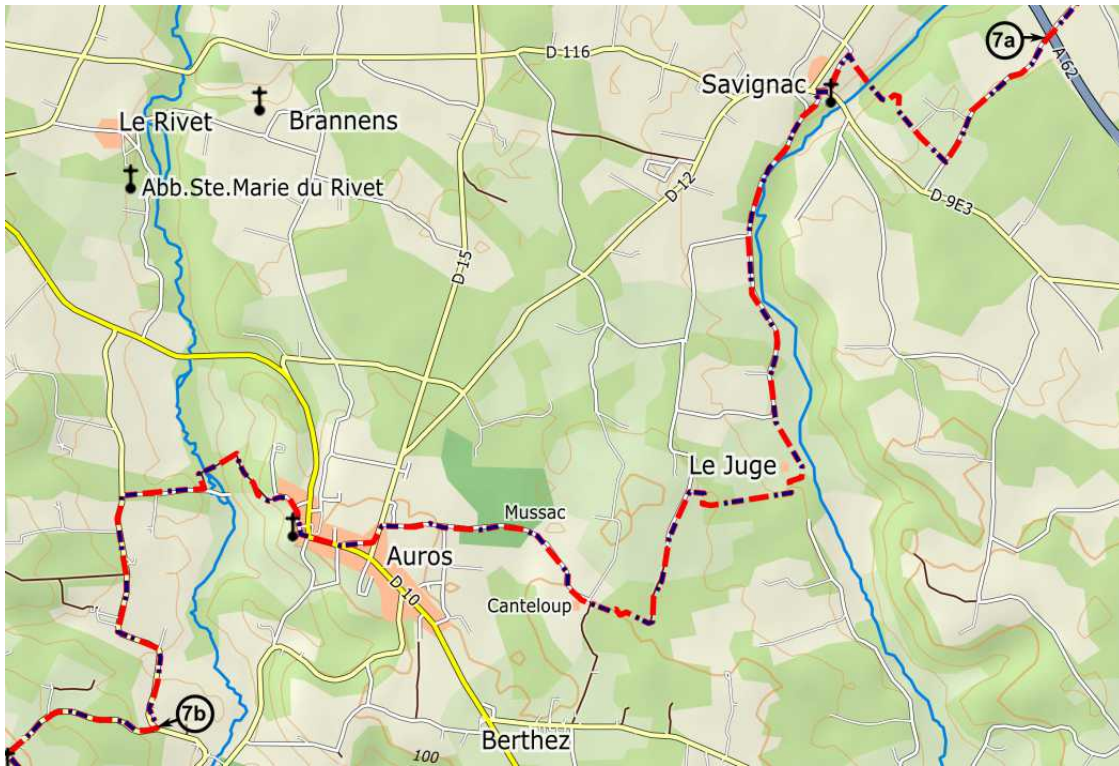 7a
A 62
D 116
Savignac
Le Rivet
Brannens
Abb.Ste.Marie du Rivet
D 12
D 9E3
D 15
Le Juge
Mussac
Auros
D 10
Canteloup
7b
Berthez
100